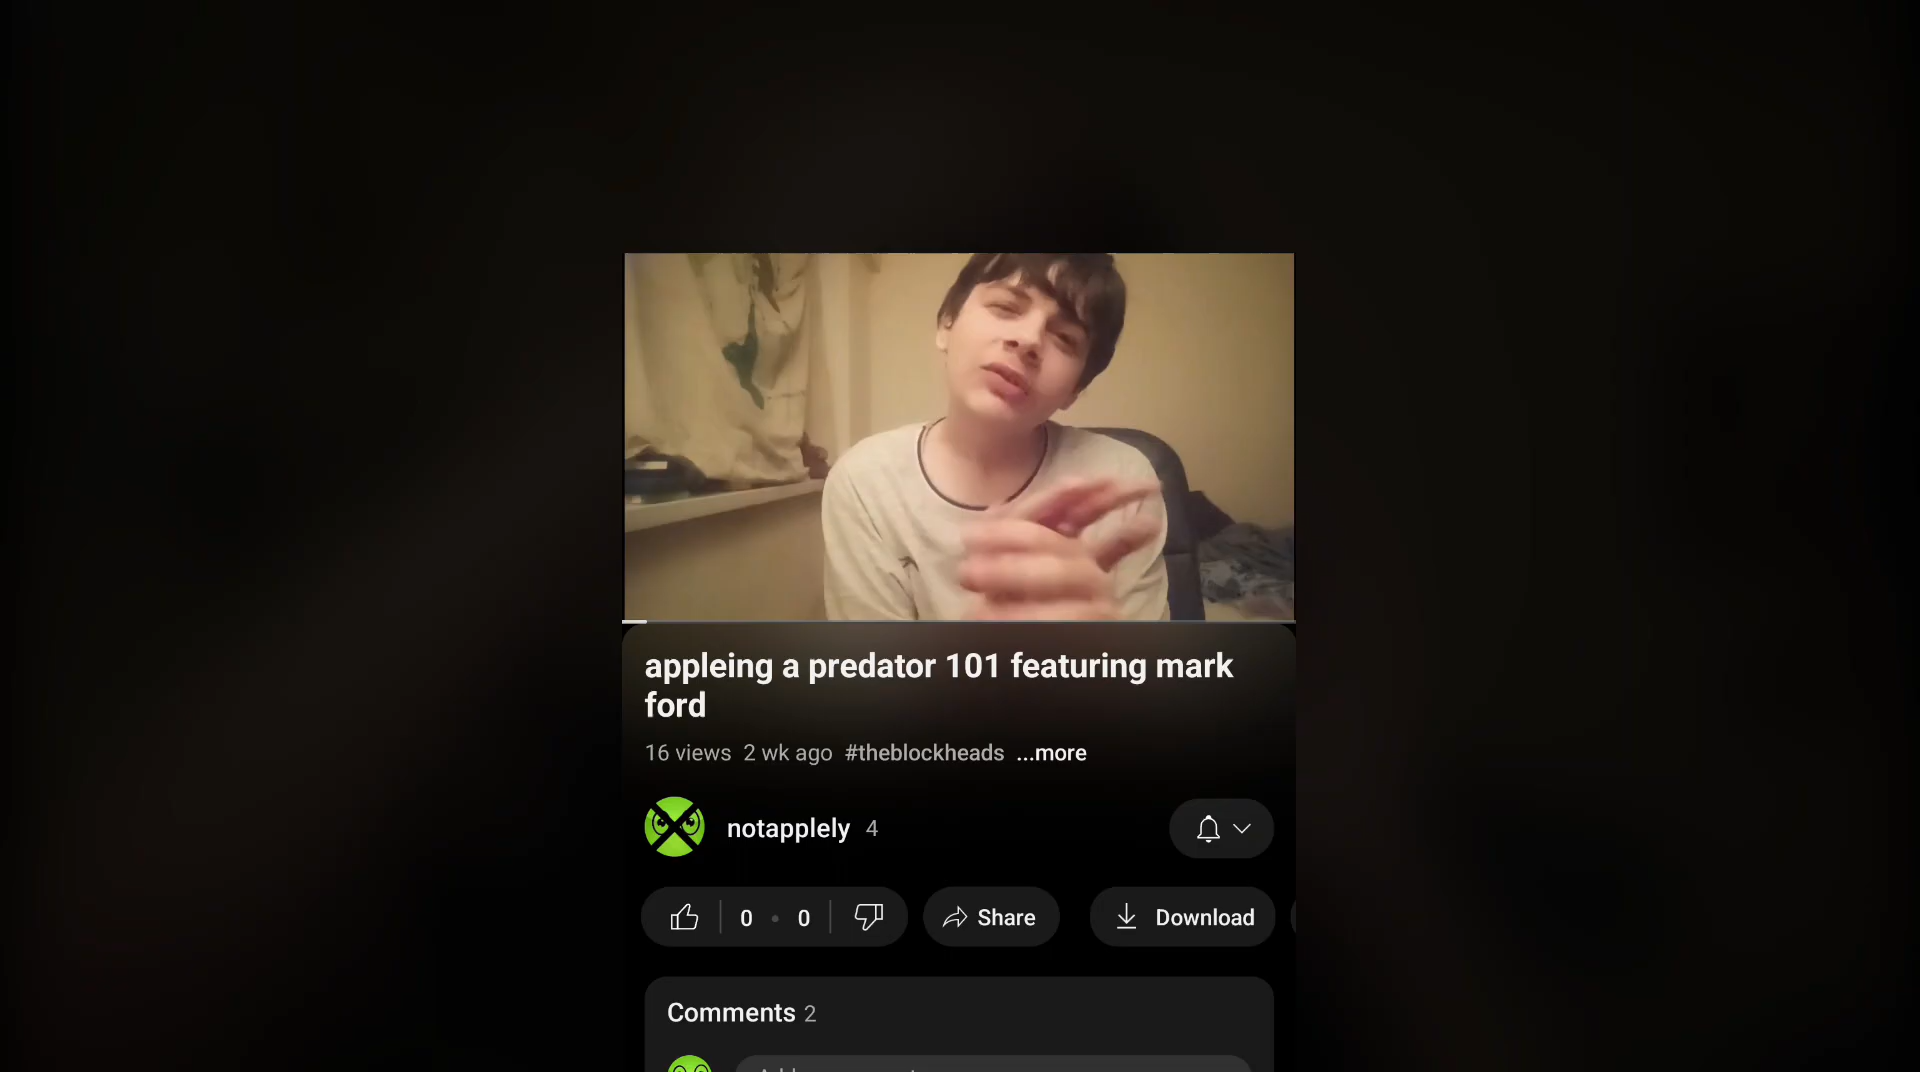 appleing a predator 101 featuring mark
ford
16 views 2 wk ago #theblockheads ...more
notapplely 4
0 • 0 Share Download
Comments 2